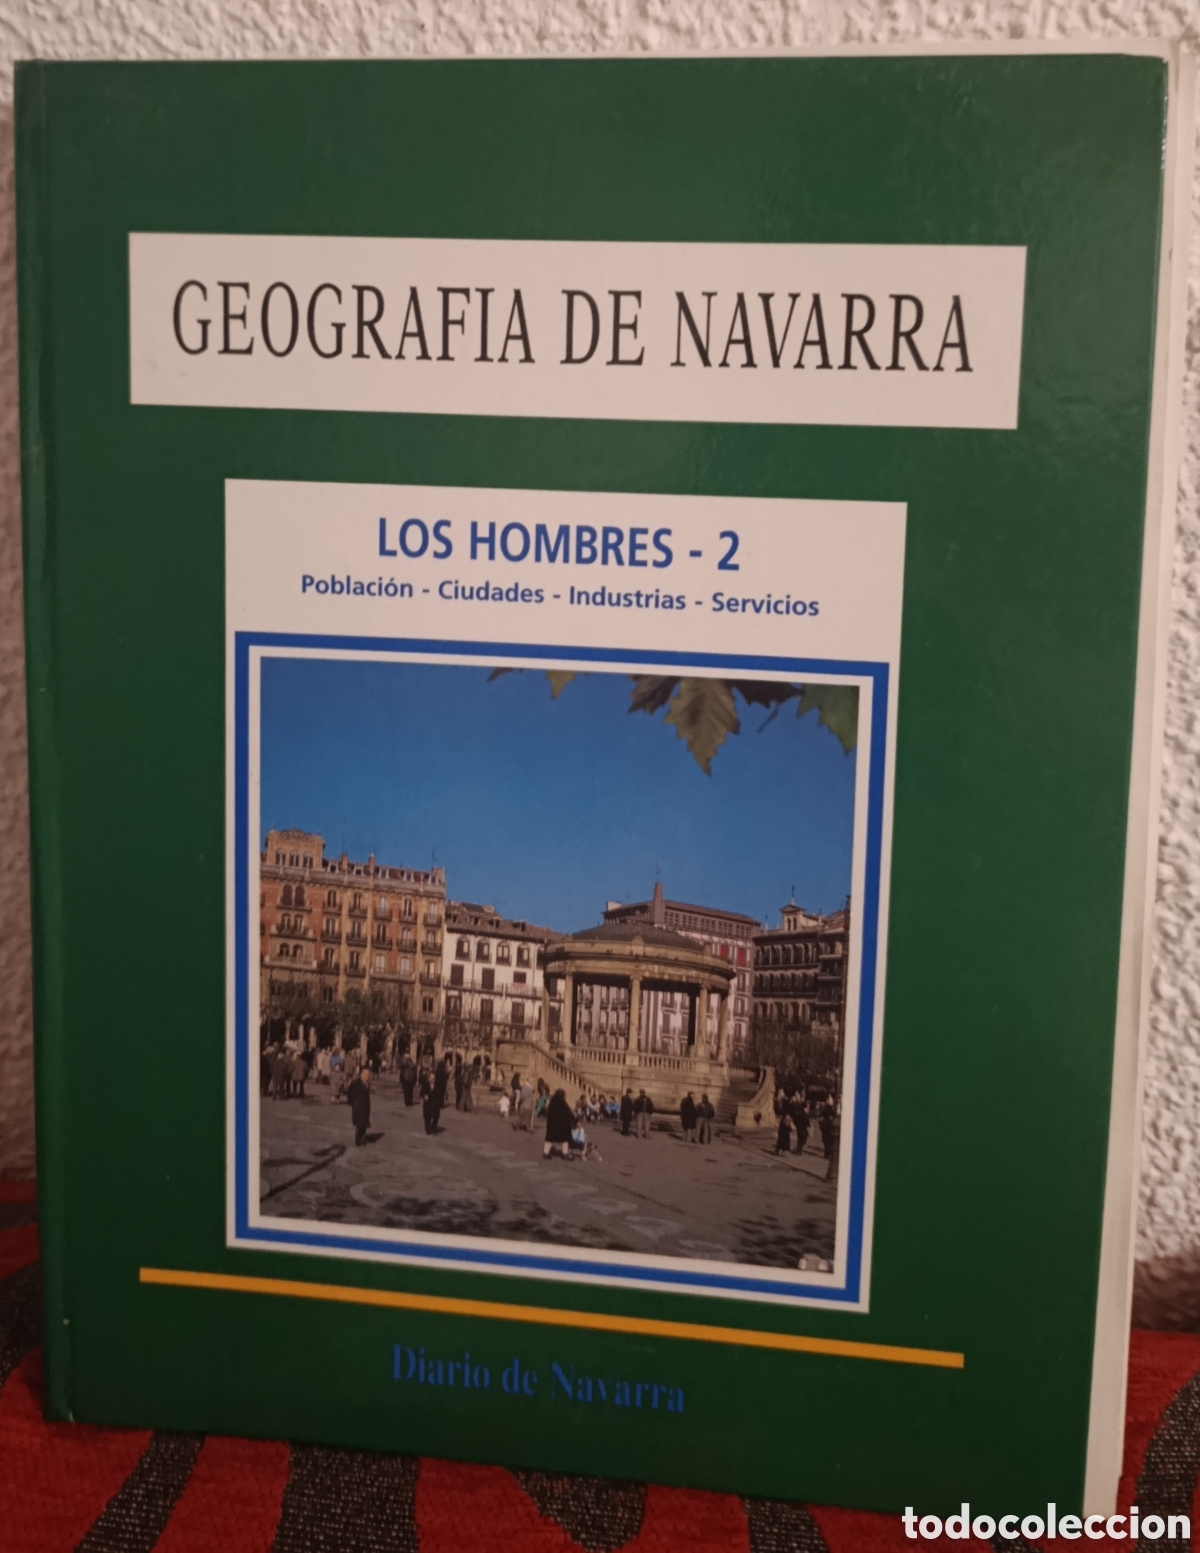 GEOGRAFIA DE NAVARRA
LOS HOMBRES - 2
Población - Ciudades - Industrias - Servicios
Diario de Navarra
todocoleccion